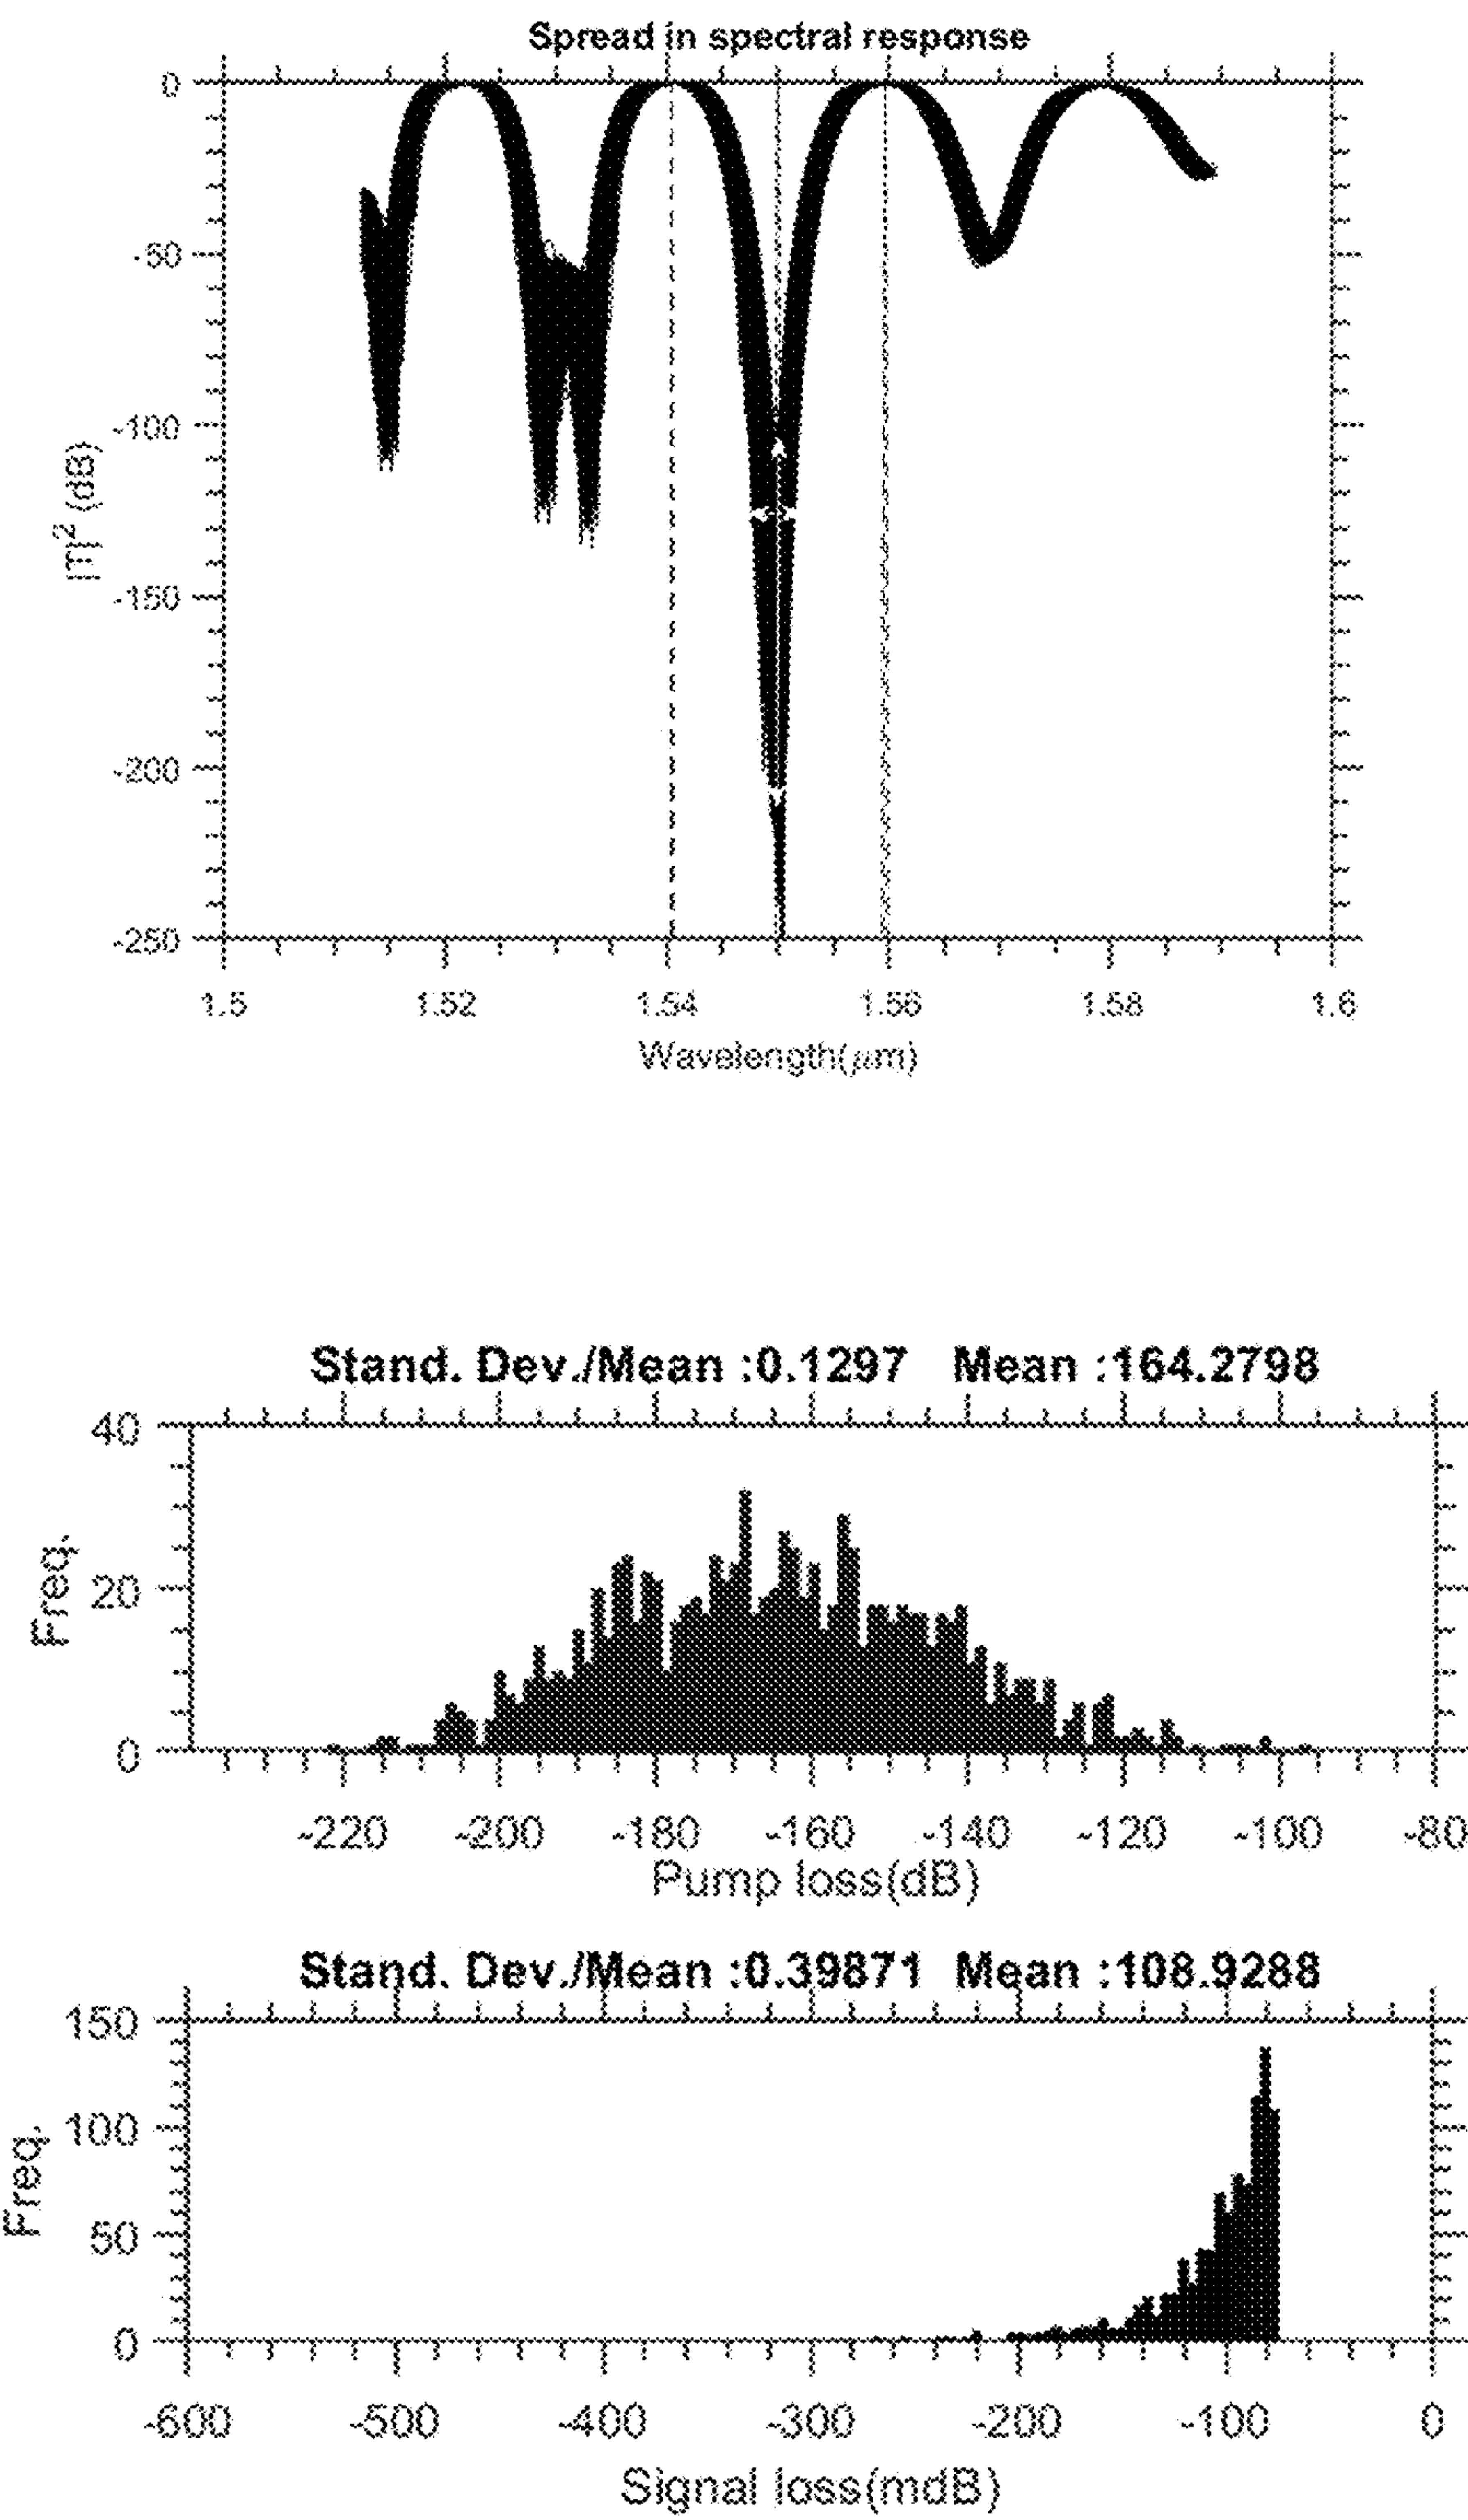 Spread in spectral response
0
-50
-100
-150
-200
-250
|T|² (dB)
1.5 1.52 1.54 1.56 1.58 1.6
Wavelength(μm)
Stand. Dev./Mean :0.1297 Mean :164.2798
40
20
0
Freq.
-220 -200 -180 -160 -140 -120 -100 -80
Pump loss(dB)
Stand. Dev./Mean :0.39871 Mean :108.9288
150
100
50
0
Freq.
-600 -500 -400 -300 -200 -100 0
Signal loss(mdB)